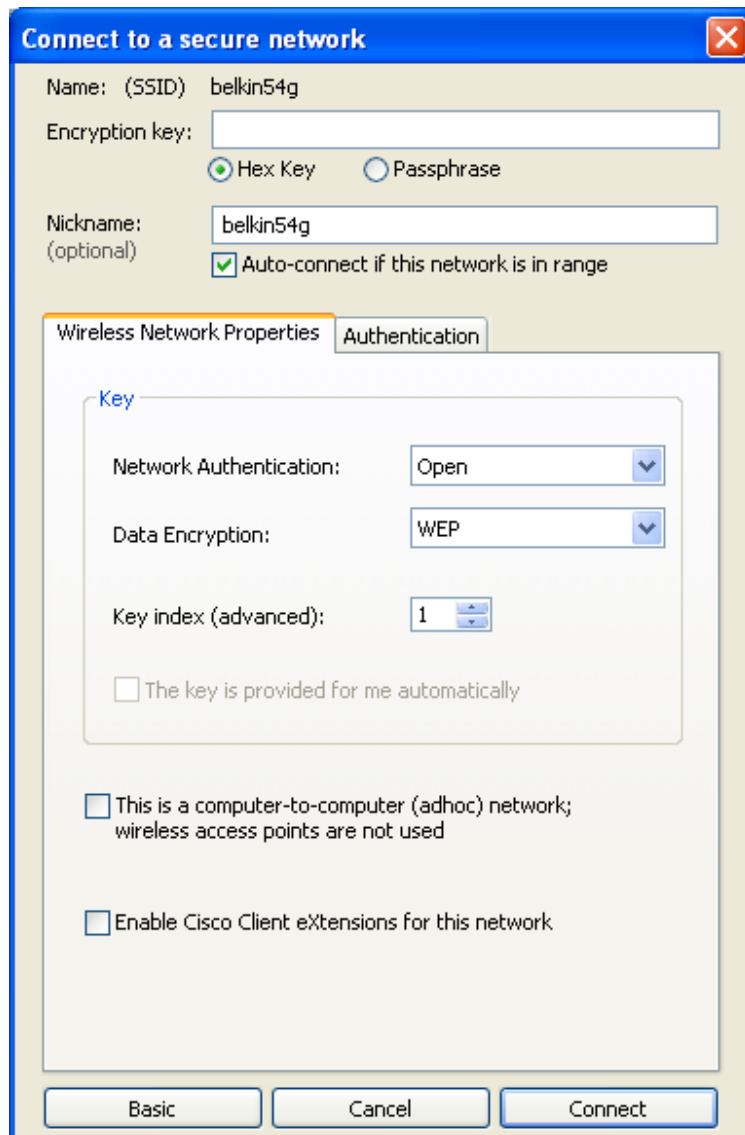 Connect to a secure network
Name: (SSID) belkin54g
Encryption key:
Hex Key Passphrase
Nickname: belkin54g
(optional)
Auto-connect if this network is in range
Wireless Network Properties Authentication
Key
Network Authentication: Open
Data Encryption: WEP
Key index (advanced): 1
The key is provided for me automatically
This is a computer-to-computer (adhoc) network;
wireless access points are not used
Enable Cisco Client eXtensions for this network
Basic Cancel Connect